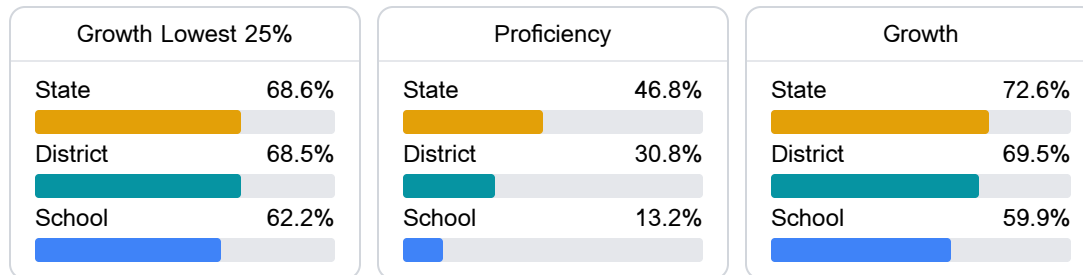 Growth Lowest 25%
State 68.6%
District 68.5%
School 62.2%
Proficiency
State 46.8%
District 30.8%
School 13.2%
Growth
State 72.6%
District 69.5%
School 59.9%